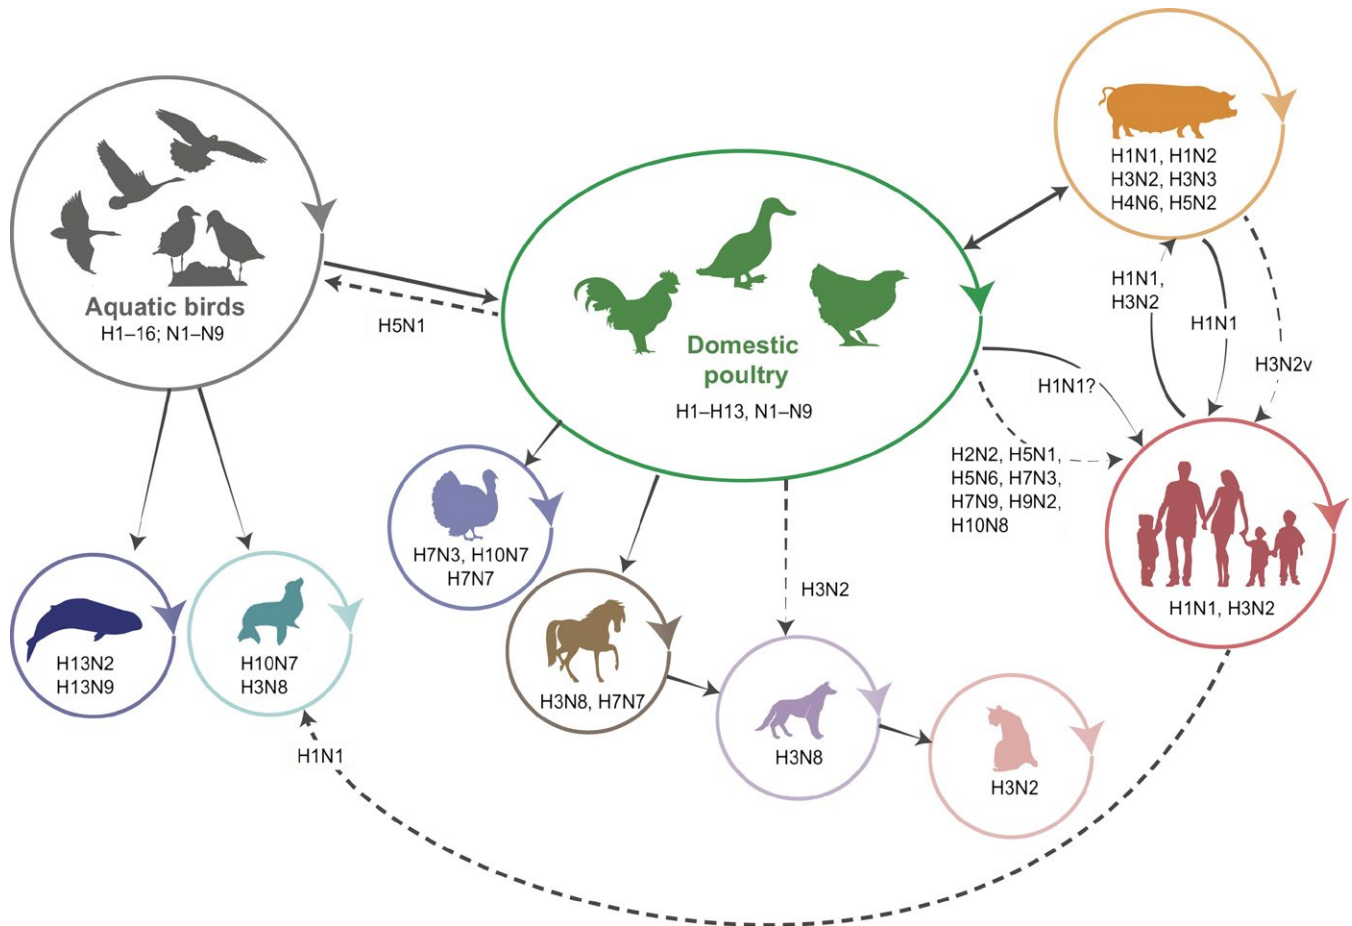 Aquatic birds
H1–16; N1–N9
H5N1
Domestic
poultry
H1–H13, N1–N9
H1N1, H1N2
H3N2, H3N3
H4N6, H5N2
H1N1,
H3N2
H1N1
H3N2v
H1N1?
H2N2, H5N1,
H5N6, H7N3,
H7N9, H9N2,
H10N8
H1N1, H3N2
H7N3, H10N7
H7N7
H13N2
H13N9
H10N7
H3N8
H3N8, H7N7
H3N2
H3N8
H3N2
H1N1